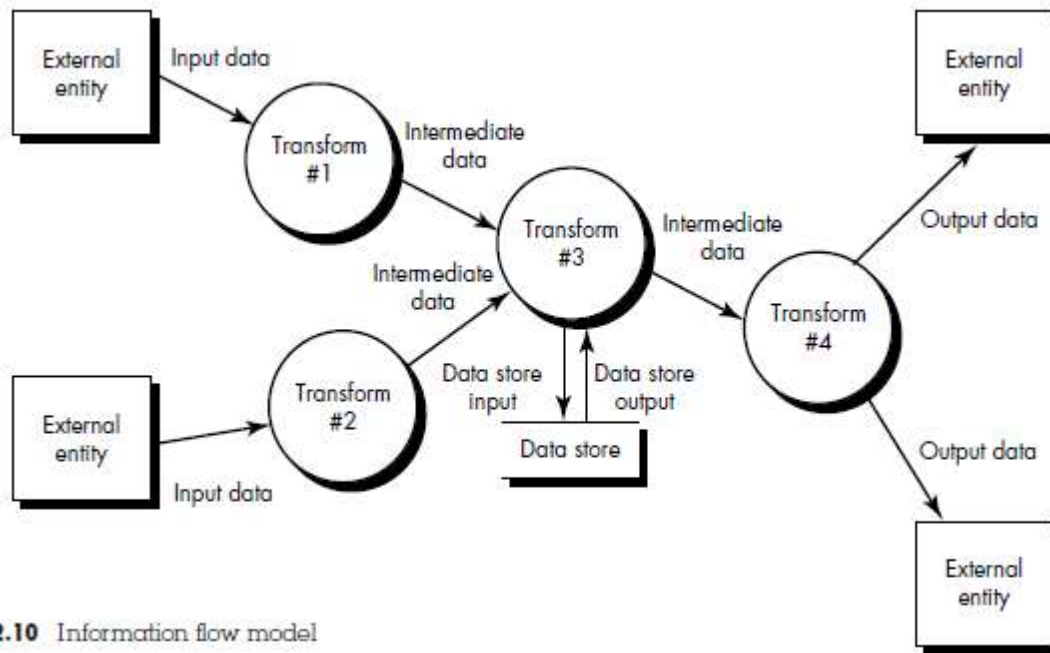 External
entity
Input data
Transform
#1
Intermediate
data
External
entity
Input data
Transform
#2
Intermediate
data
Transform
#3
Data store
input
Data store
output
Data store
Intermediate
data
Transform
#4
Output data
External
entity
Output data
External
entity
2.10 Information flow model